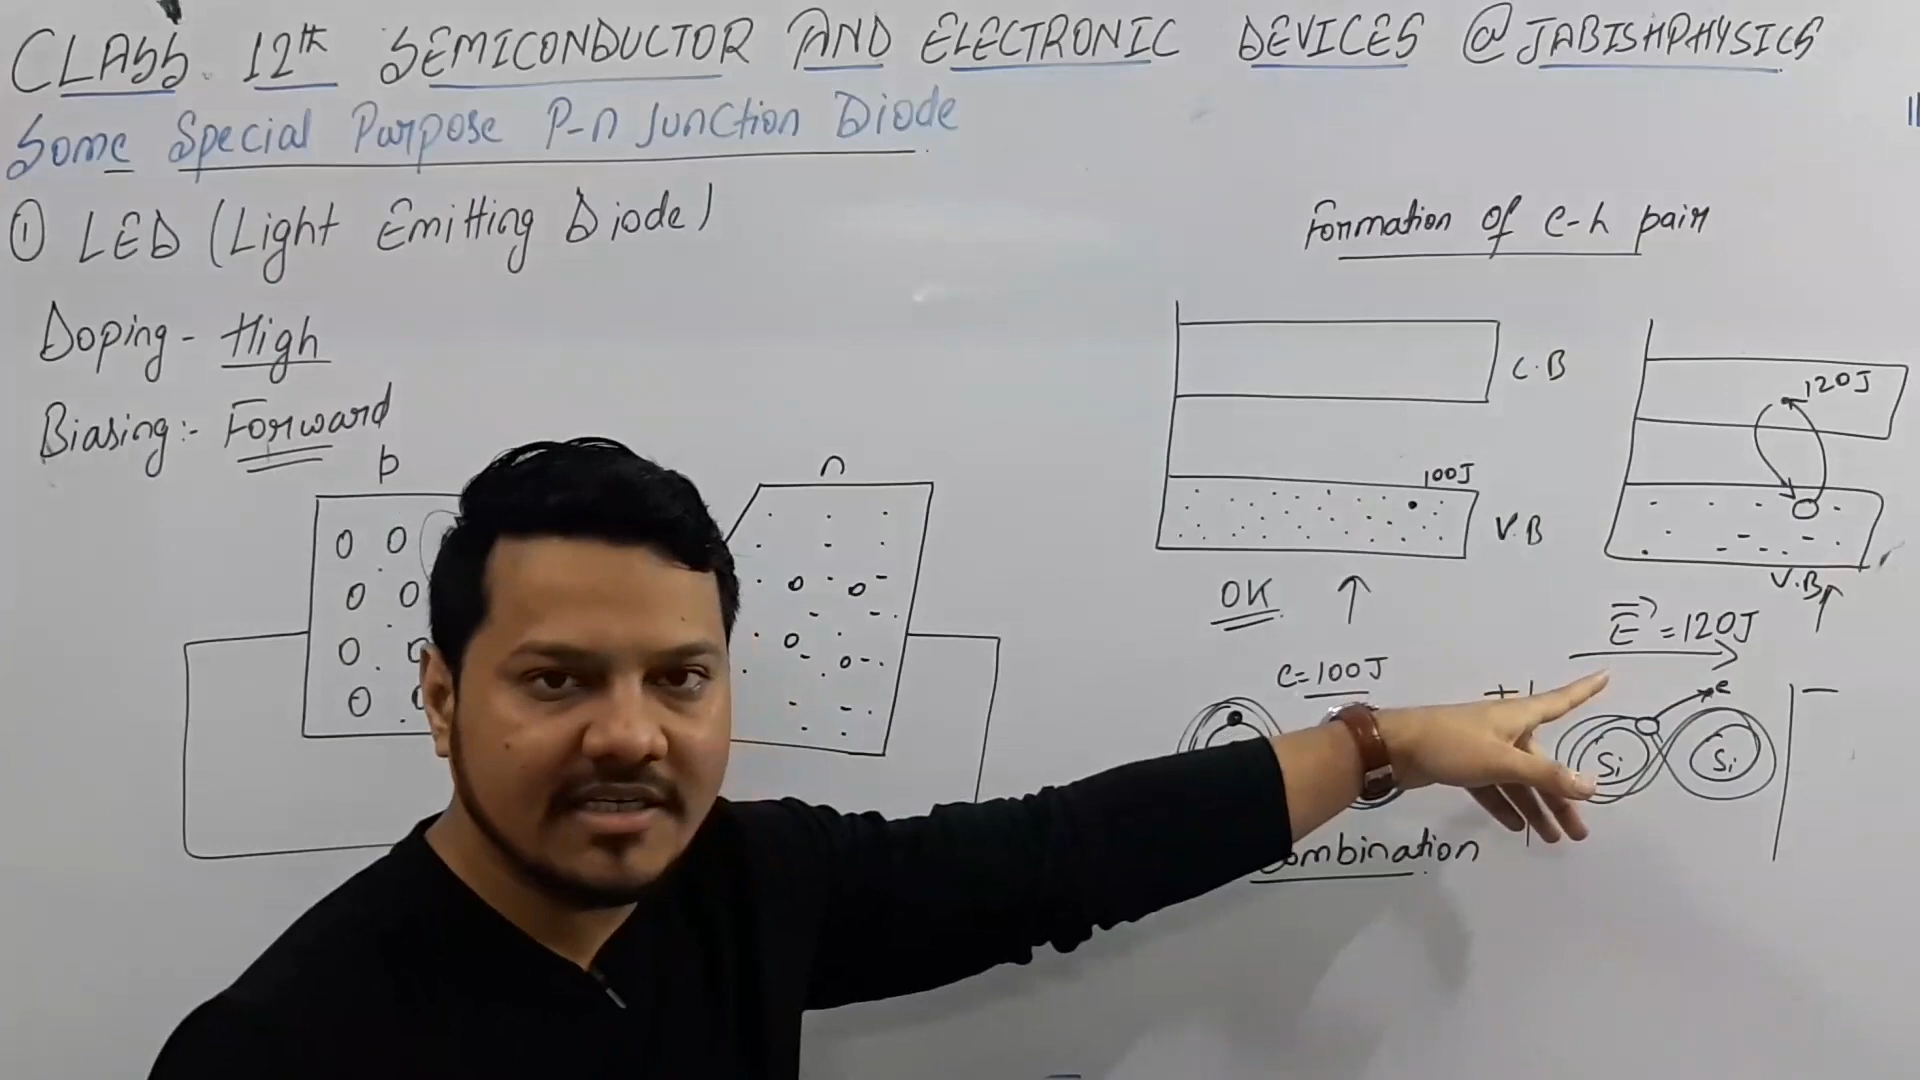 CLASS. 12th SEMICONDUCTOR AND ELECTRONIC DEVICES @JABISHPHYSICS
Some Special Purpose P-n Junction Diode
① LED (Light Emitting Diode)
Doping - High
Biasing :- Forward
p
n
Formation of e-h pair
C.B
100J
V.B
120J
V.B
OK
E = 120J
e = 100J
+
e
-
Si
Si
ombination